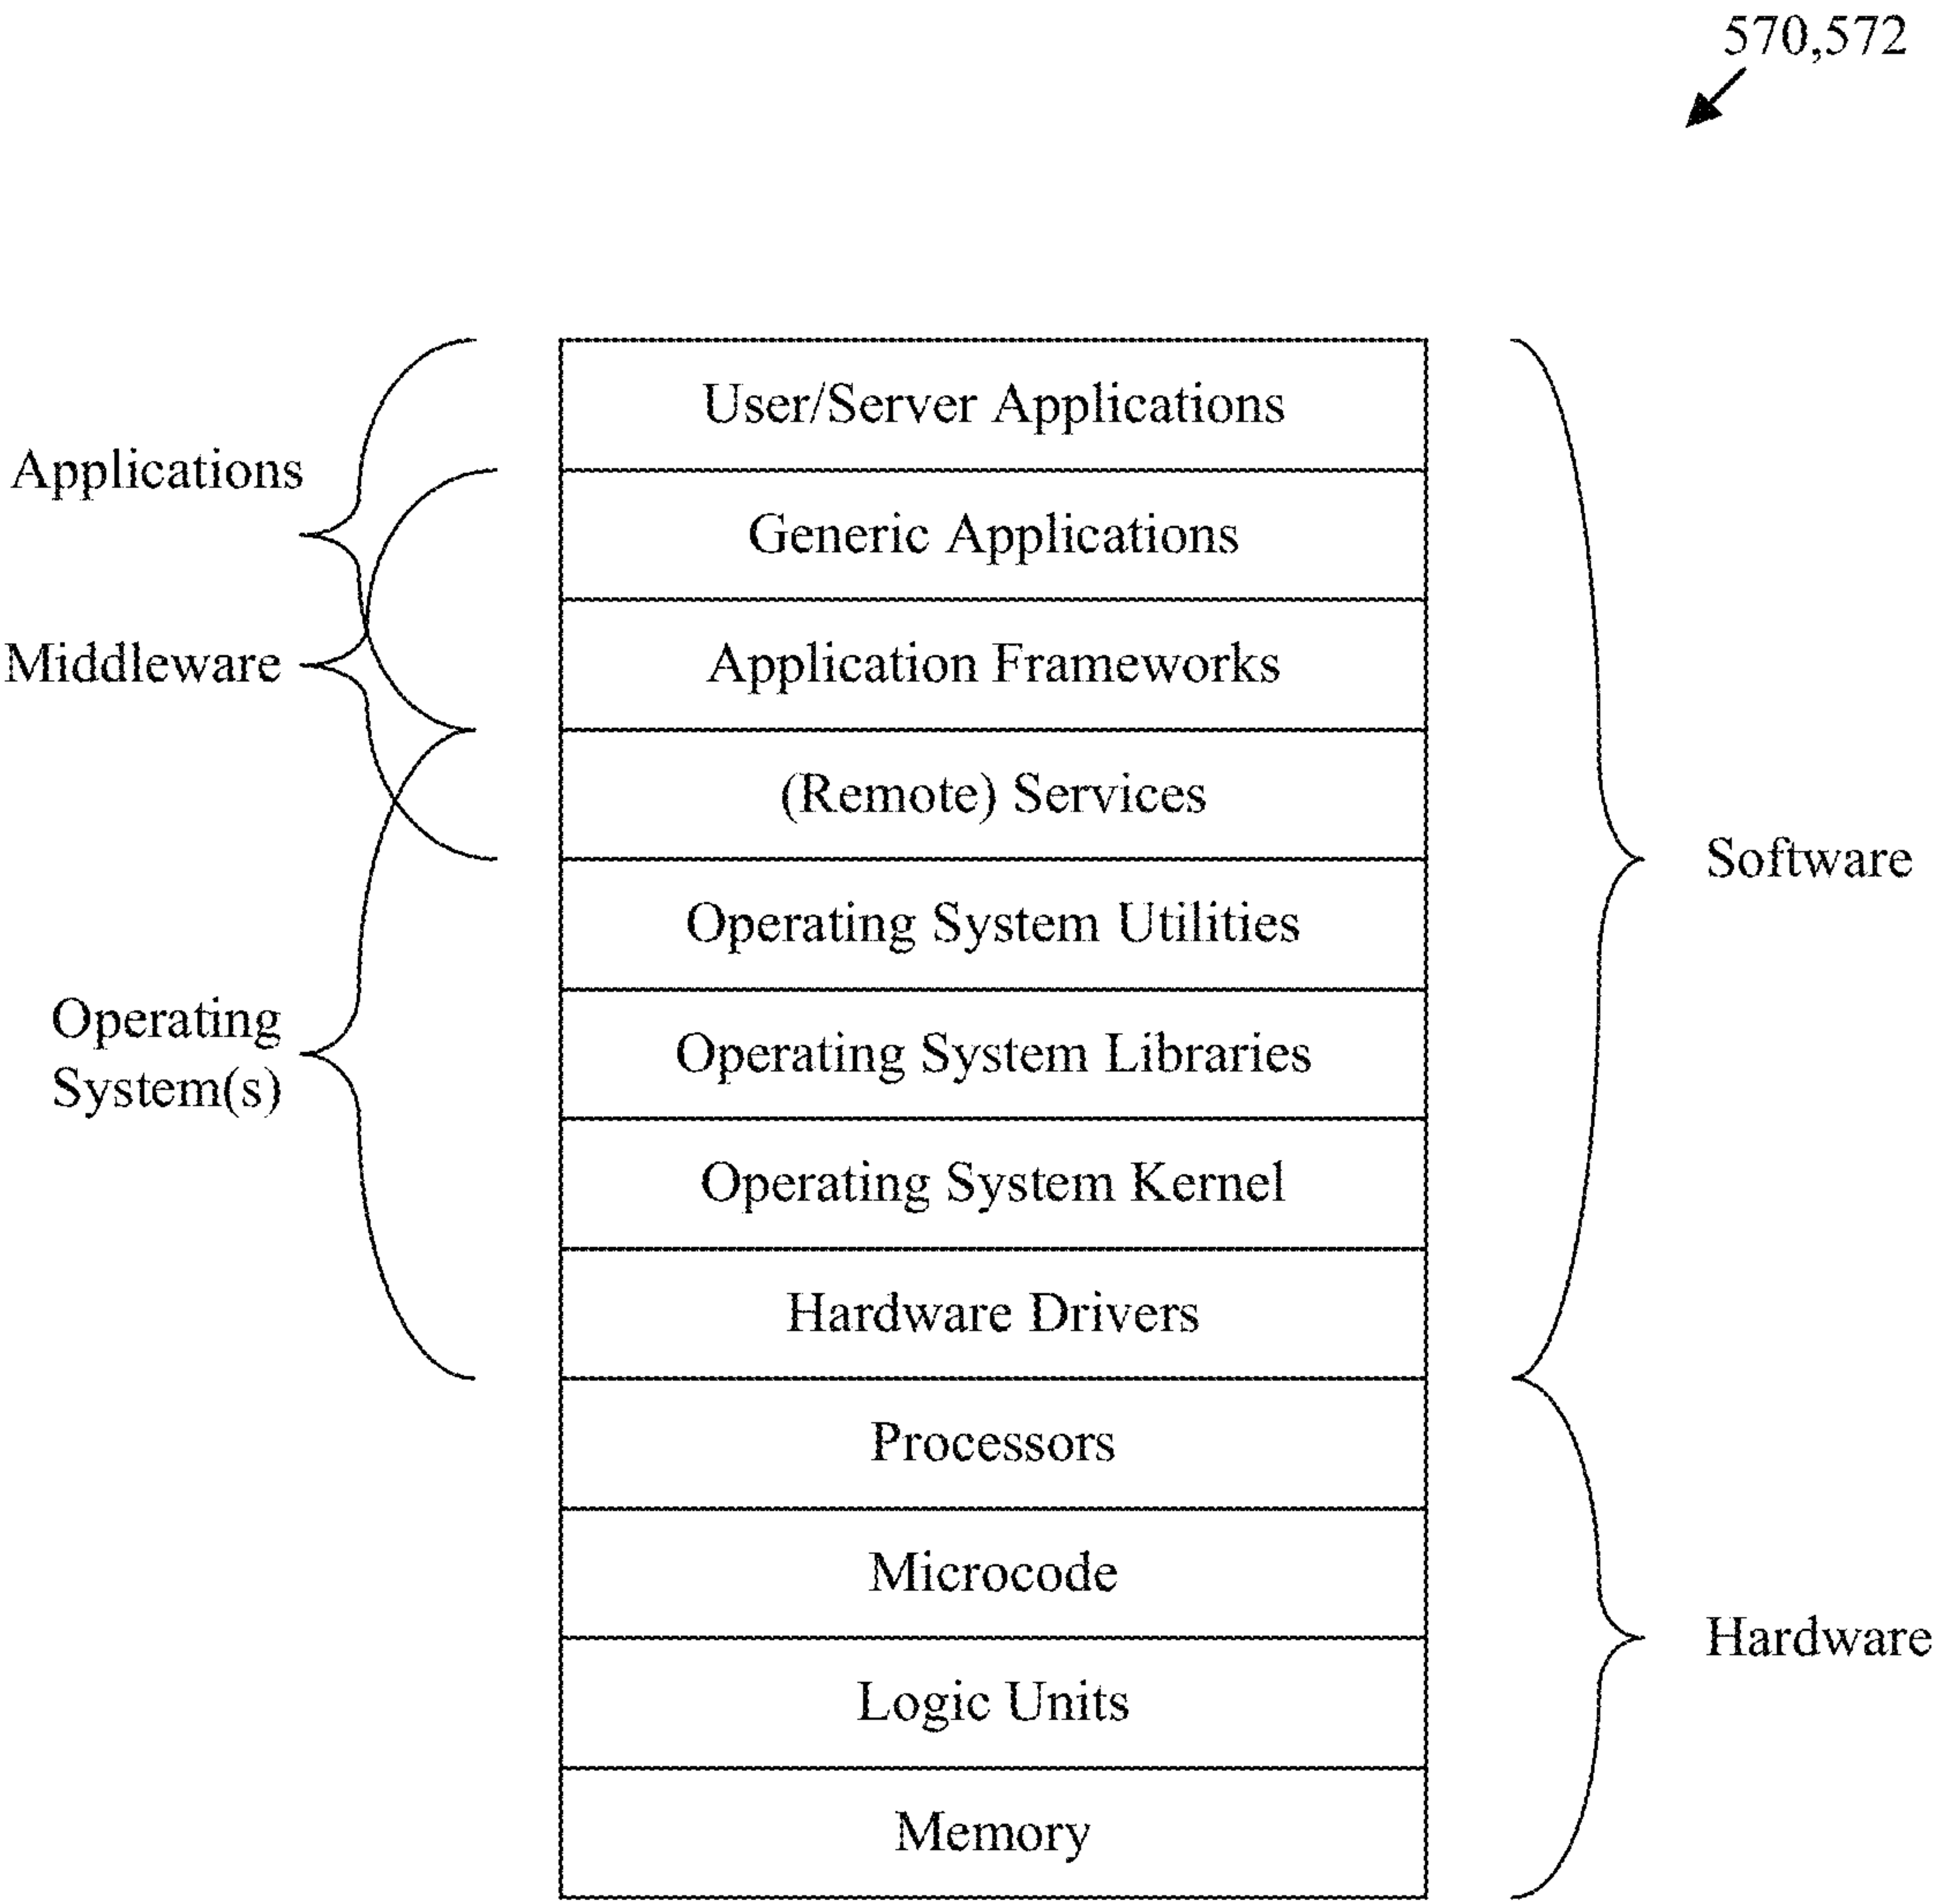 570,572
User/Server Applications
Applications
Generic Applications
Middleware
Application Frameworks
(Remote) Services
Software
Operating System Utilities
Operating
System(s)
Operating System Libraries
Operating System Kernel
Hardware Drivers
Processors
Microcode
Hardware
Logic Units
Memory